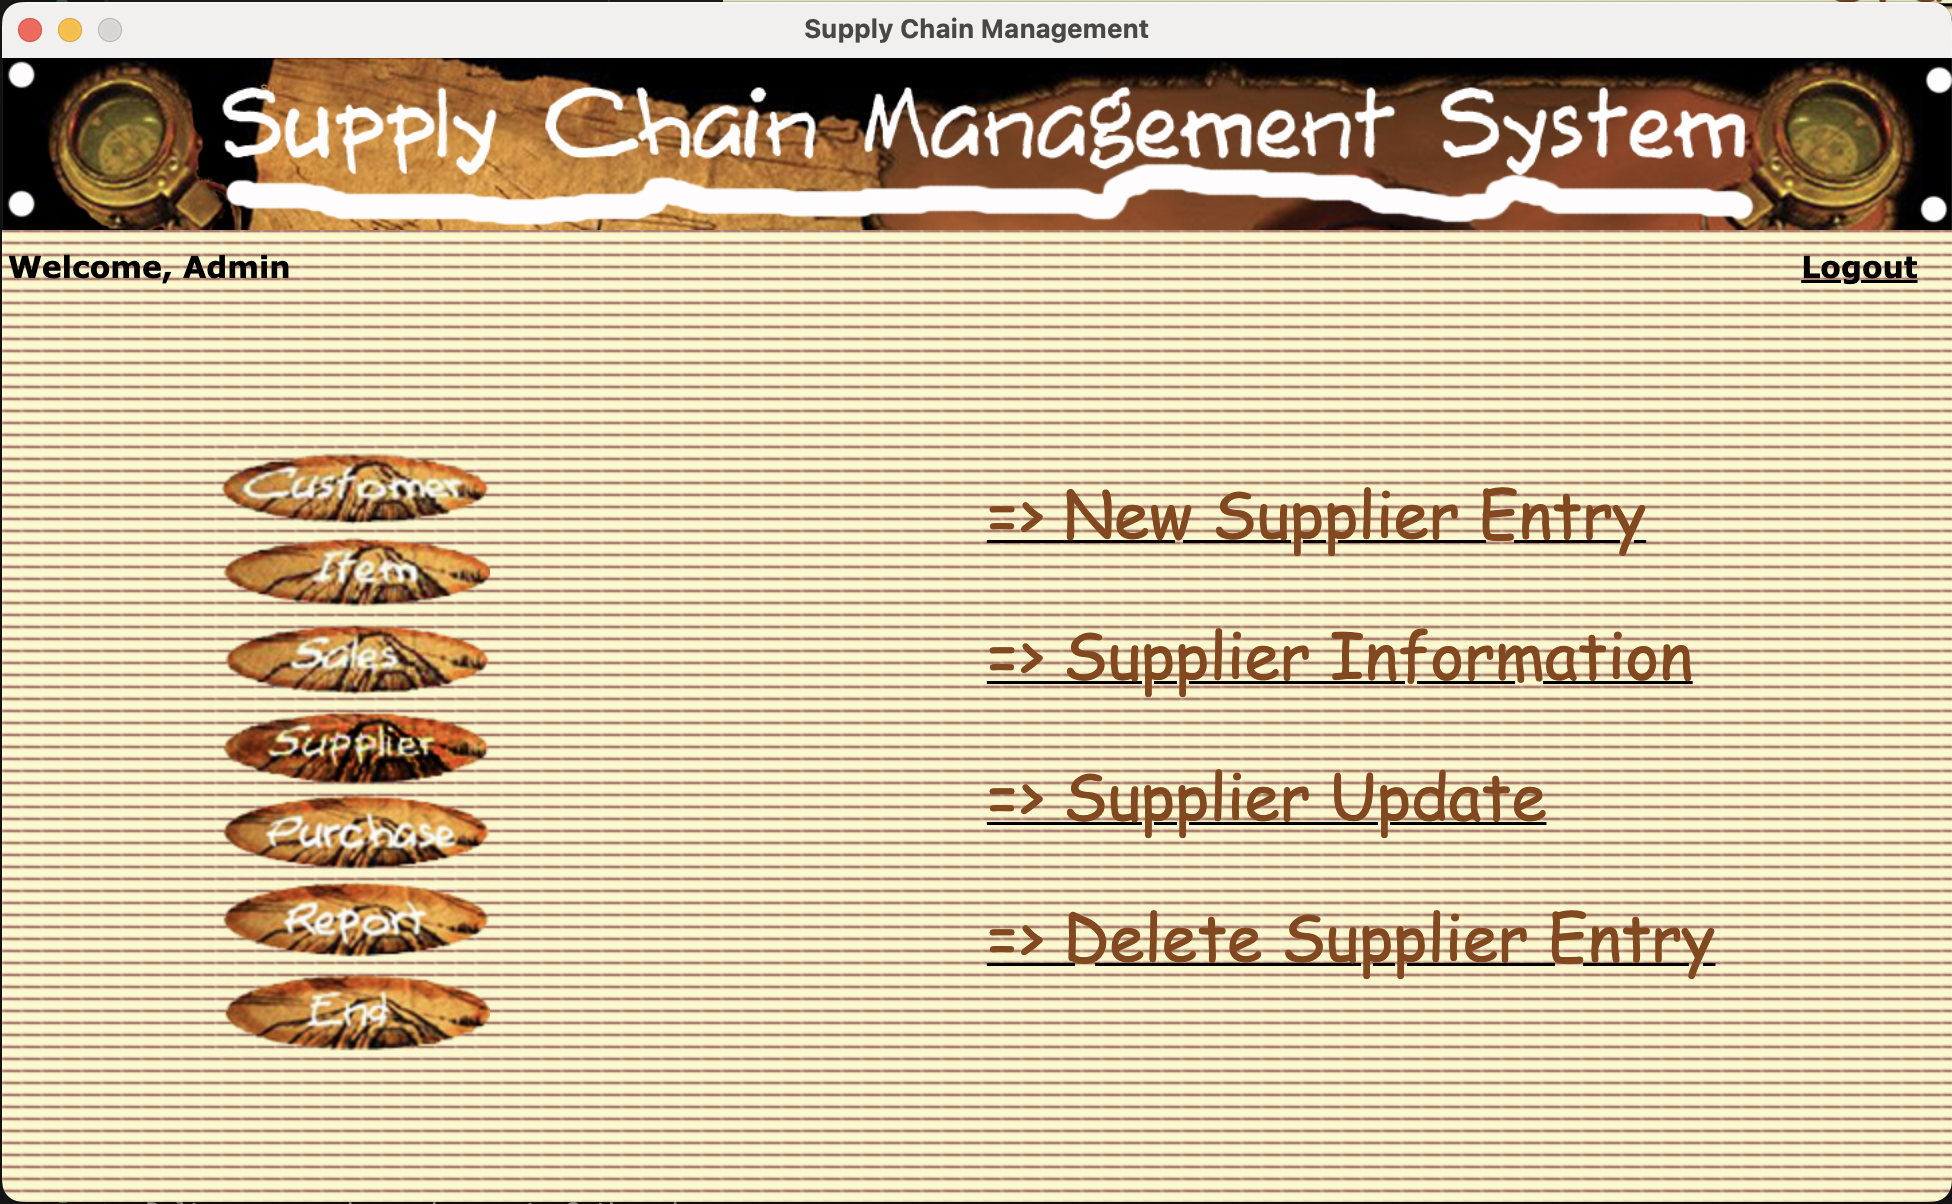 Supply Chain Management
Supply Chain Management System
Welcome, Admin
Logout
Customer
Item
Sales
Supplier
Purchase
Report
End
=> New Supplier Entry
=> Supplier Information
=> Supplier Update
=> Delete Supplier Entry